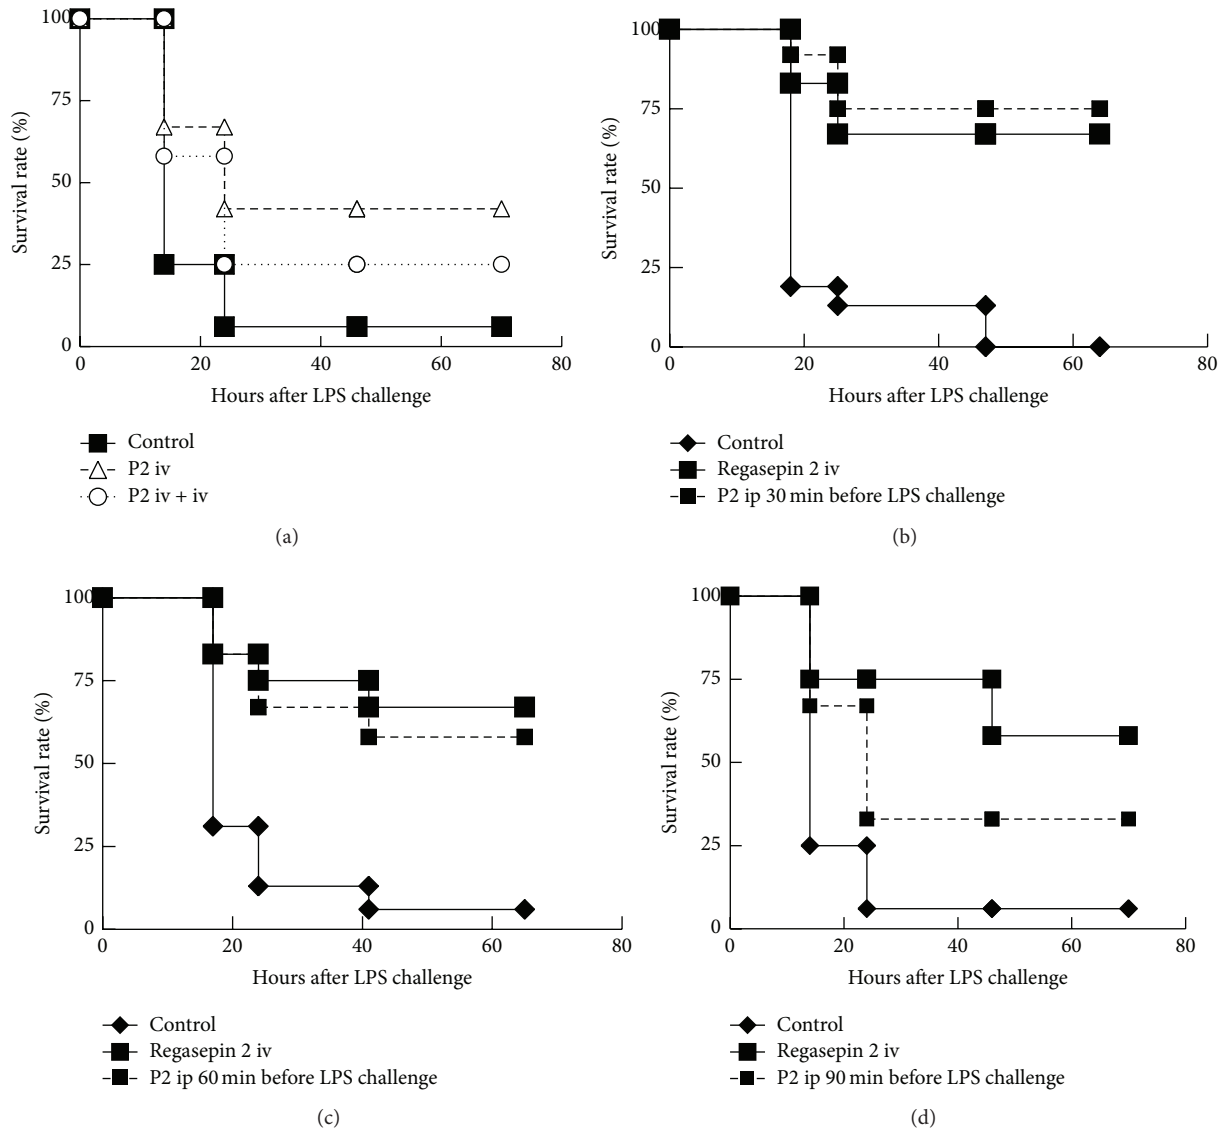 100
75
50
25
0
Survival rate (%)
0 20 40 60 80
Hours after LPS challenge
Control
P2 iv
P2 iv + iv
(a)
100
75
50
25
0
Survival rate (%)
0 20 40 60 80
Hours after LPS challenge
Control
Regasepin 2 iv
P2 ip 30 min before LPS challenge
(b)
100
75
50
25
0
Survival rate (%)
0 20 40 60 80
Hours after LPS challenge
Control
Regasepin 2 iv
P2 ip 60 min before LPS challenge
(c)
100
75
50
25
0
Survival rate (%)
0 20 40 60 80
Hours after LPS challenge
Control
Regasepin 2 iv
P2 ip 90 min before LPS challenge
(d)